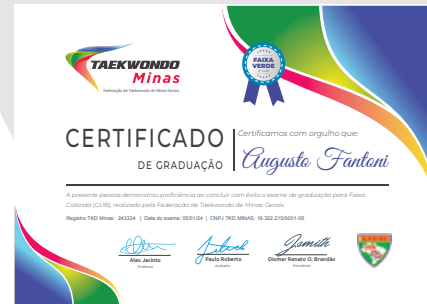 TAEKWONDO
Minas
Federação de Taekwondo de Minas Gerais
FAIXA
VERDE
CERTIFICADO
DE GRADUAÇÃO
Certificamos com orgulho que:
Augusto Fantoni
A presente pessoa demonstrou proficiência ao concluir com êxito o exame de graduação para Faixa
Colorida (GUB), realizado pela Federação de Taekwondo de Minas Gerais.
Registro TKD Minas: 243324 | Data do exame: 05/01/24 | CNPJ TKD MINAS: 19.322.215/0001-06
Alex Jacinto
Professor
Paulo Roberto
Avaliador
Diomar Renato O. Brandão
Presidente